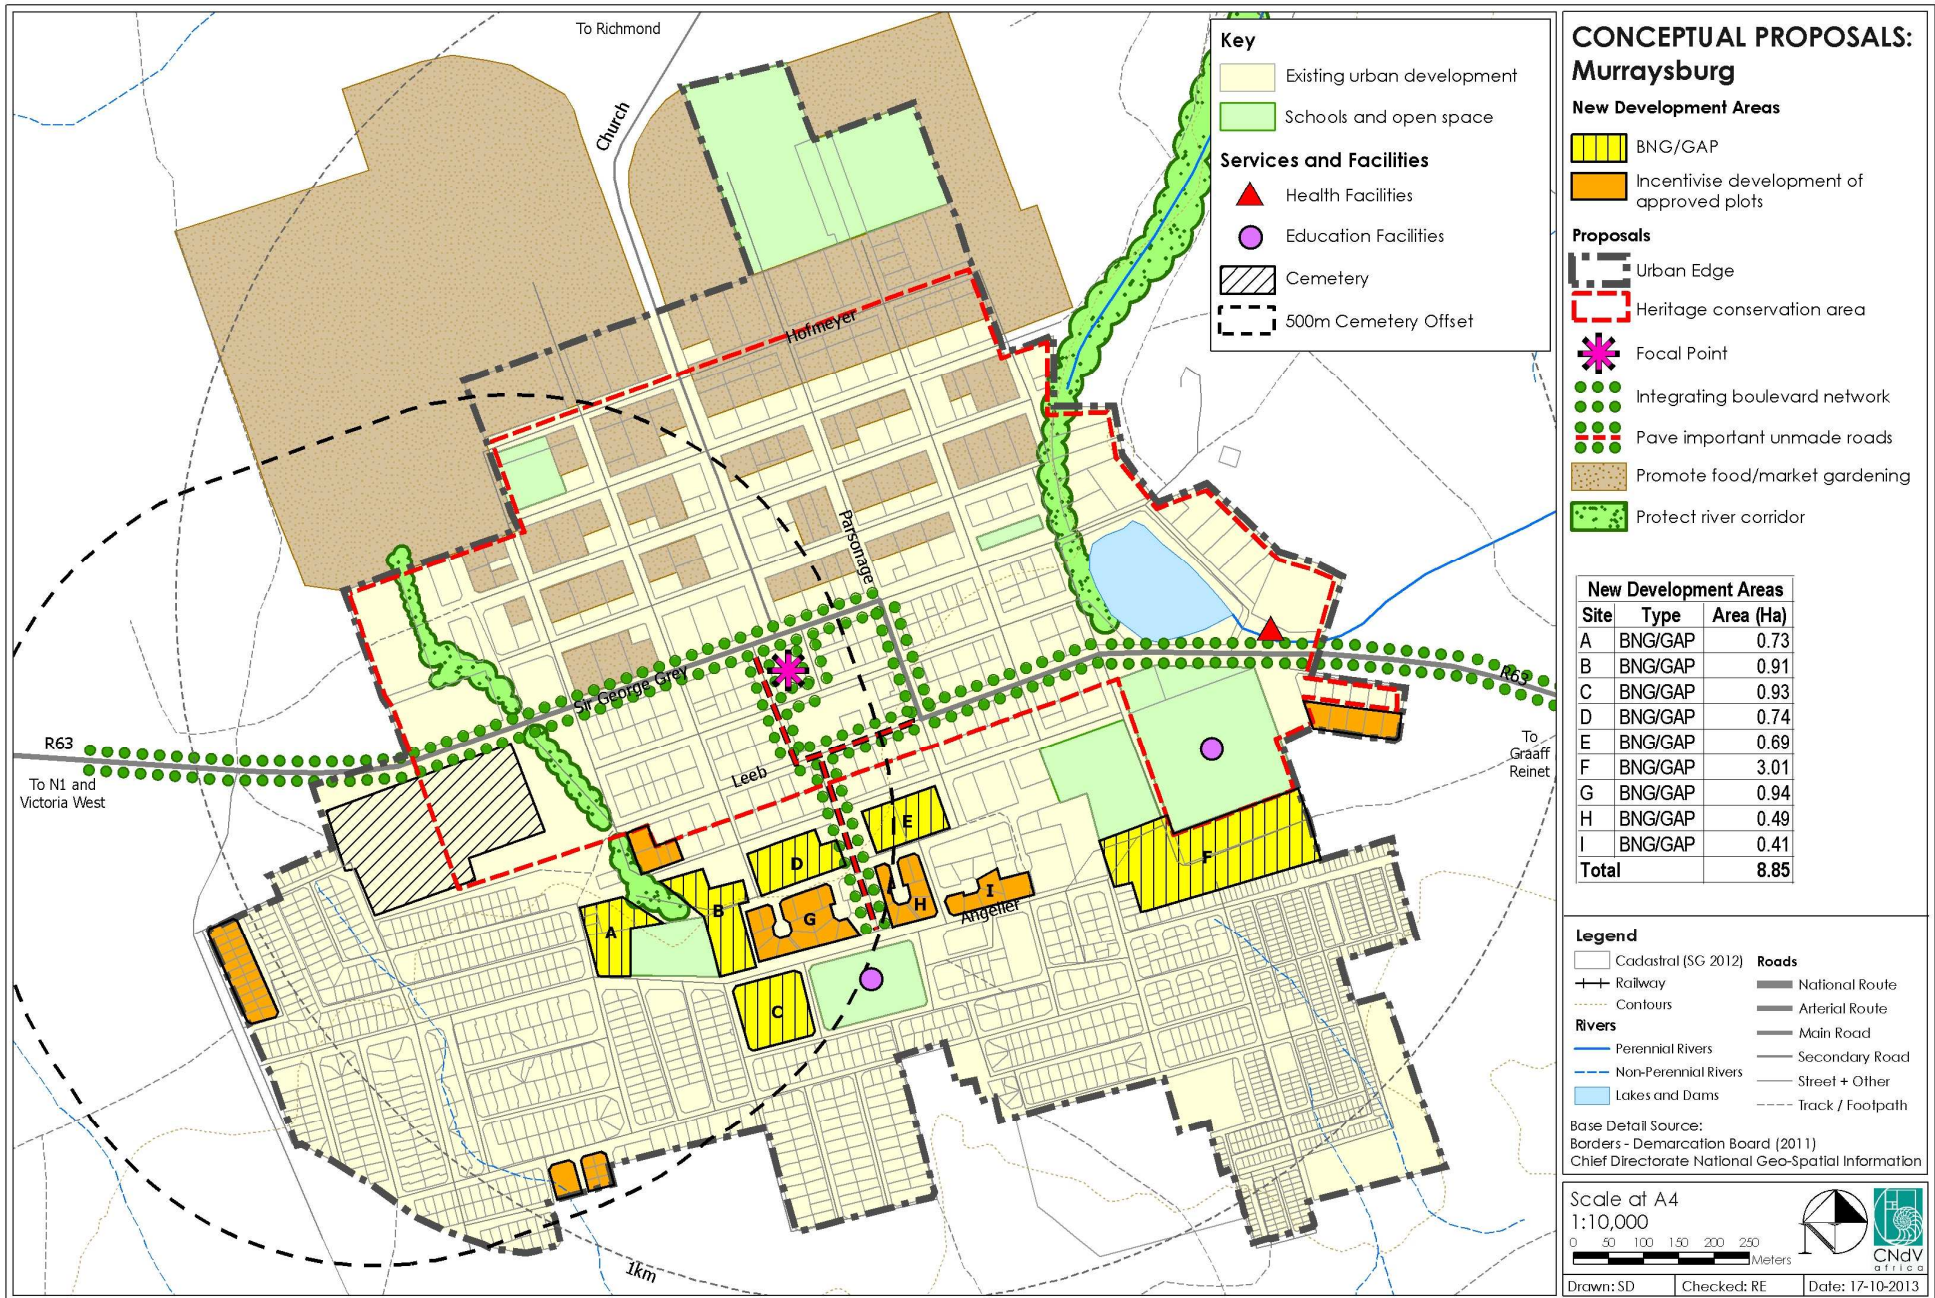 To Richmond
Church
Hofmeyer
Parsonage
Sir George Grey
Leeb
Angelier
R63
To N1 and
Victoria West
R63
To
Graaff
Reinet
1km
A
B
C
D
E
F
G
H
I
Key
Existing urban development
Schools and open space
Services and Facilities
Health Facilities
Education Facilities
Cemetery
500m Cemetery Offset
CONCEPTUAL PROPOSALS:
Murraysburg
New Development Areas
BNG/GAP
Incentivise development of
approved plots
Proposals
Urban Edge
Heritage conservation area
Focal Point
Integrating boulevard network
Pave important unmade roads
Promote food/market gardening
Protect river corridor
New Development Areas
Site Type Area (Ha)
A BNG/GAP 0.73
B BNG/GAP 0.91
C BNG/GAP 0.93
D BNG/GAP 0.74
E BNG/GAP 0.69
F BNG/GAP 3.01
G BNG/GAP 0.94
H BNG/GAP 0.49
I BNG/GAP 0.41
Total 8.85
Legend
Cadastral (SG 2012)
Railway
Contours
Rivers
Perennial Rivers
Non-Perennial Rivers
Lakes and Dams
Roads
National Route
Arterial Route
Main Road
Secondary Road
Street + Other
Track / Footpath
Base Detail Source:
Borders - Demarcation Board (2011)
Chief Directorate National Geo-Spatial Information
Scale at A4
1:10,000
0 50 100 150 200 250
Meters
CNdV
africa
Drawn: SD Checked: RE Date: 17-10-2013